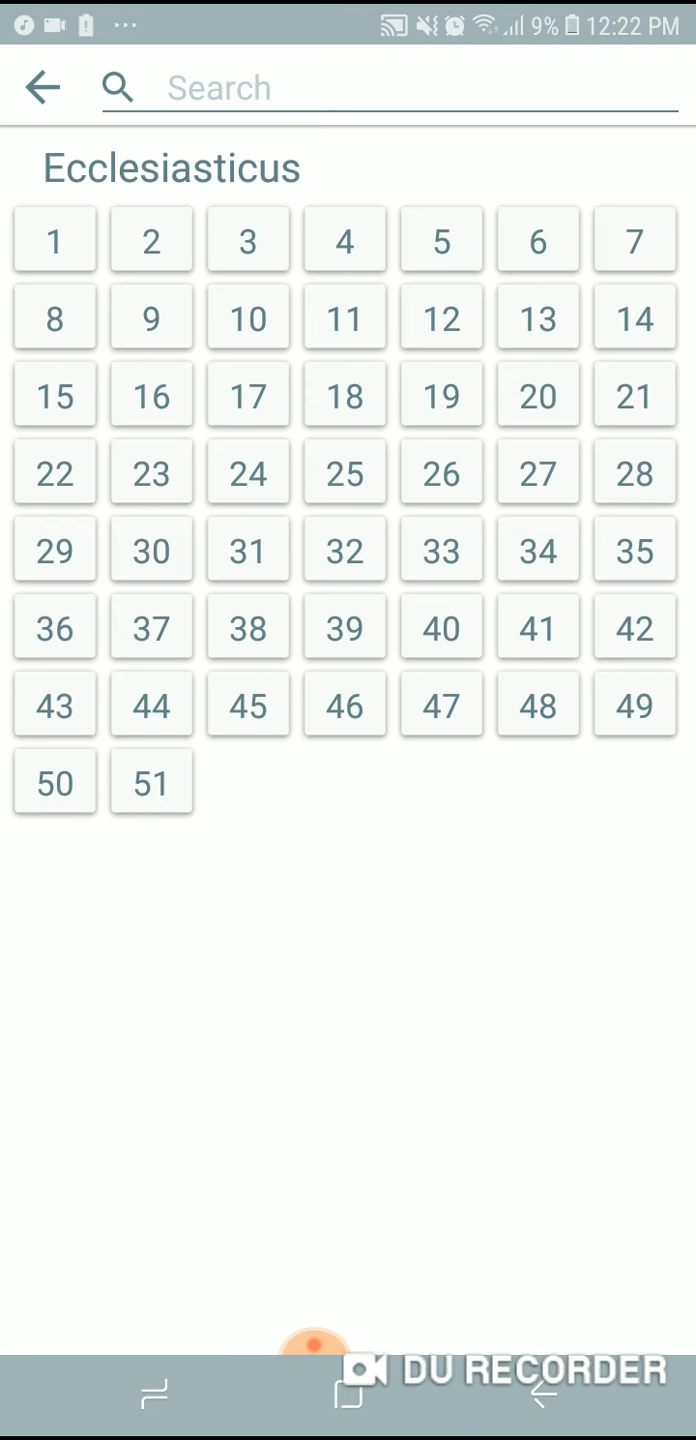 9% 12:22 PM
Search
Ecclesiasticus
1 2 3 4 5 6 7
8 9 10 11 12 13 14
15 16 17 18 19 20 21
22 23 24 25 26 27 28
29 30 31 32 33 34 35
36 37 38 39 40 41 42
43 44 45 46 47 48 49
50 51
DU RECORDER